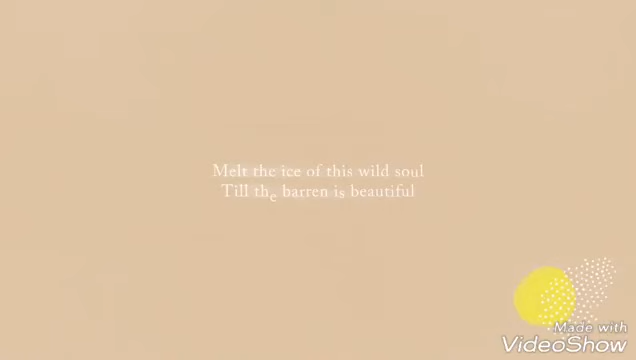 Melt the ice of this wild soul
Till the barren is beautiful
Made with
VideoShow